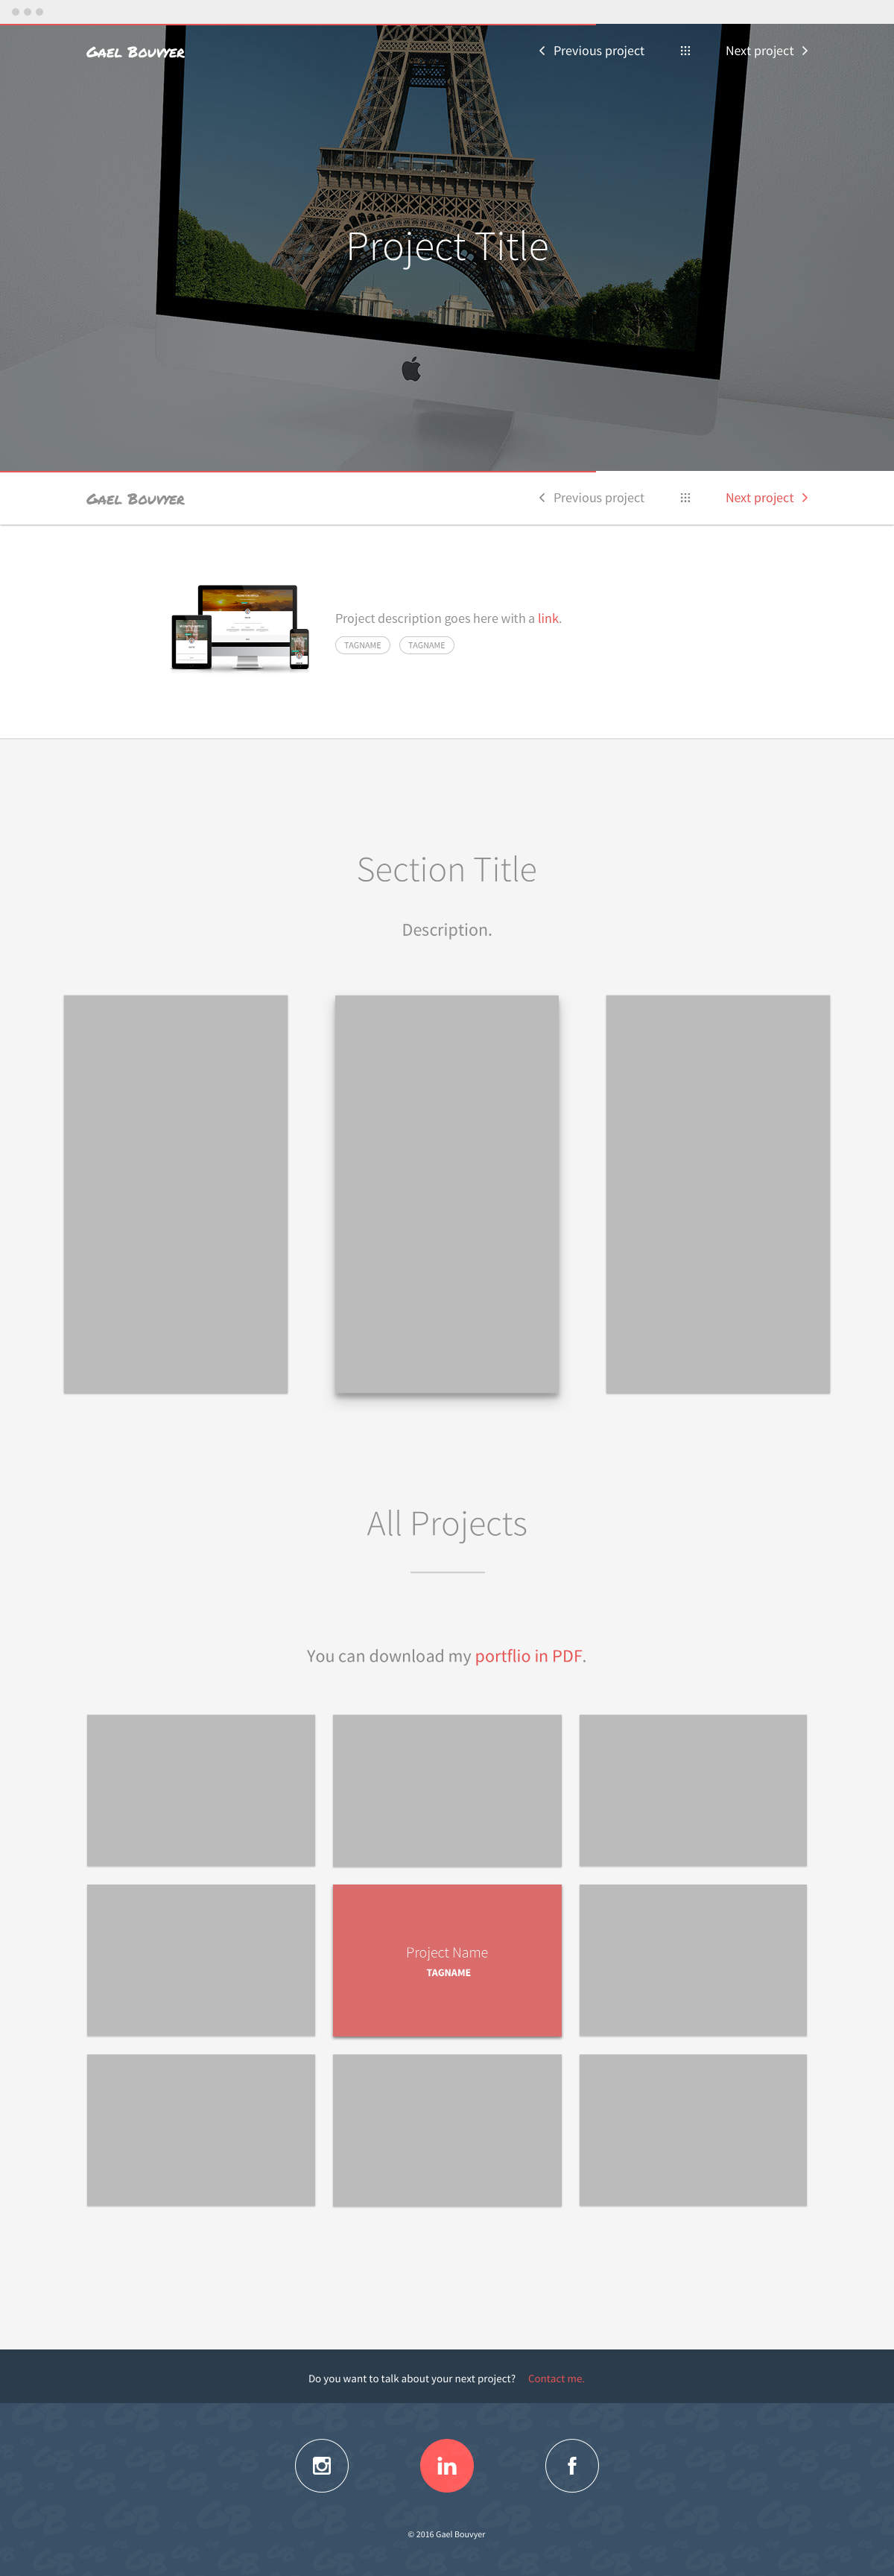 Gael Bouvyer
Previous project
Next project
Project Title
Gael Bouvyer
Previous project
Next project
Project description goes here with a link.
TAGNAME TAGNAME
Section Title
Description.
All Projects
You can download my portflio in PDF.
Project Name
TAGNAME
Do you want to talk about your next project? Contact me.
in
f
© 2016 Gael Bouvyer